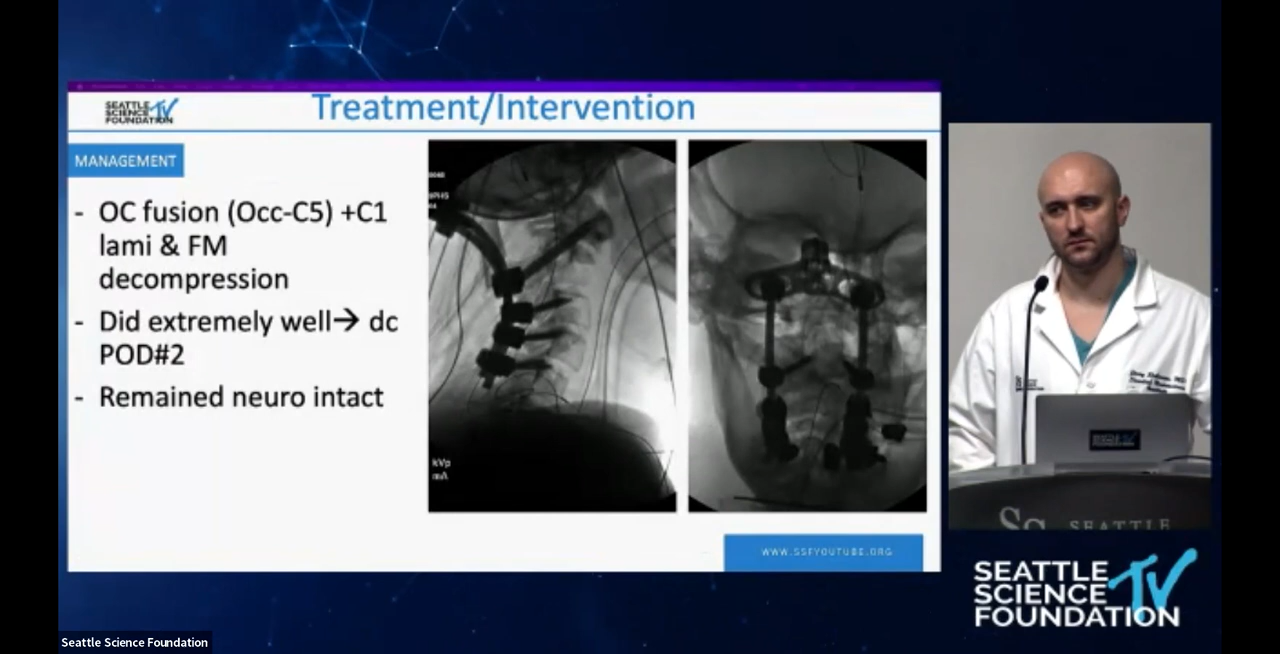 SEATTLE
SCIENCE TV
FOUNDATION
Treatment/Intervention
MANAGEMENT
- OC fusion (Occ-C5) +C1
lami & FM
decompression
- Did extremely well→ dc
POD#2
- Remained neuro intact
kVp
mA
WWW.SSFYOUTUBE.ORG
SEATTLE
SEATTLE
SCIENCE TV
FOUNDATION
Seattle Science Foundation